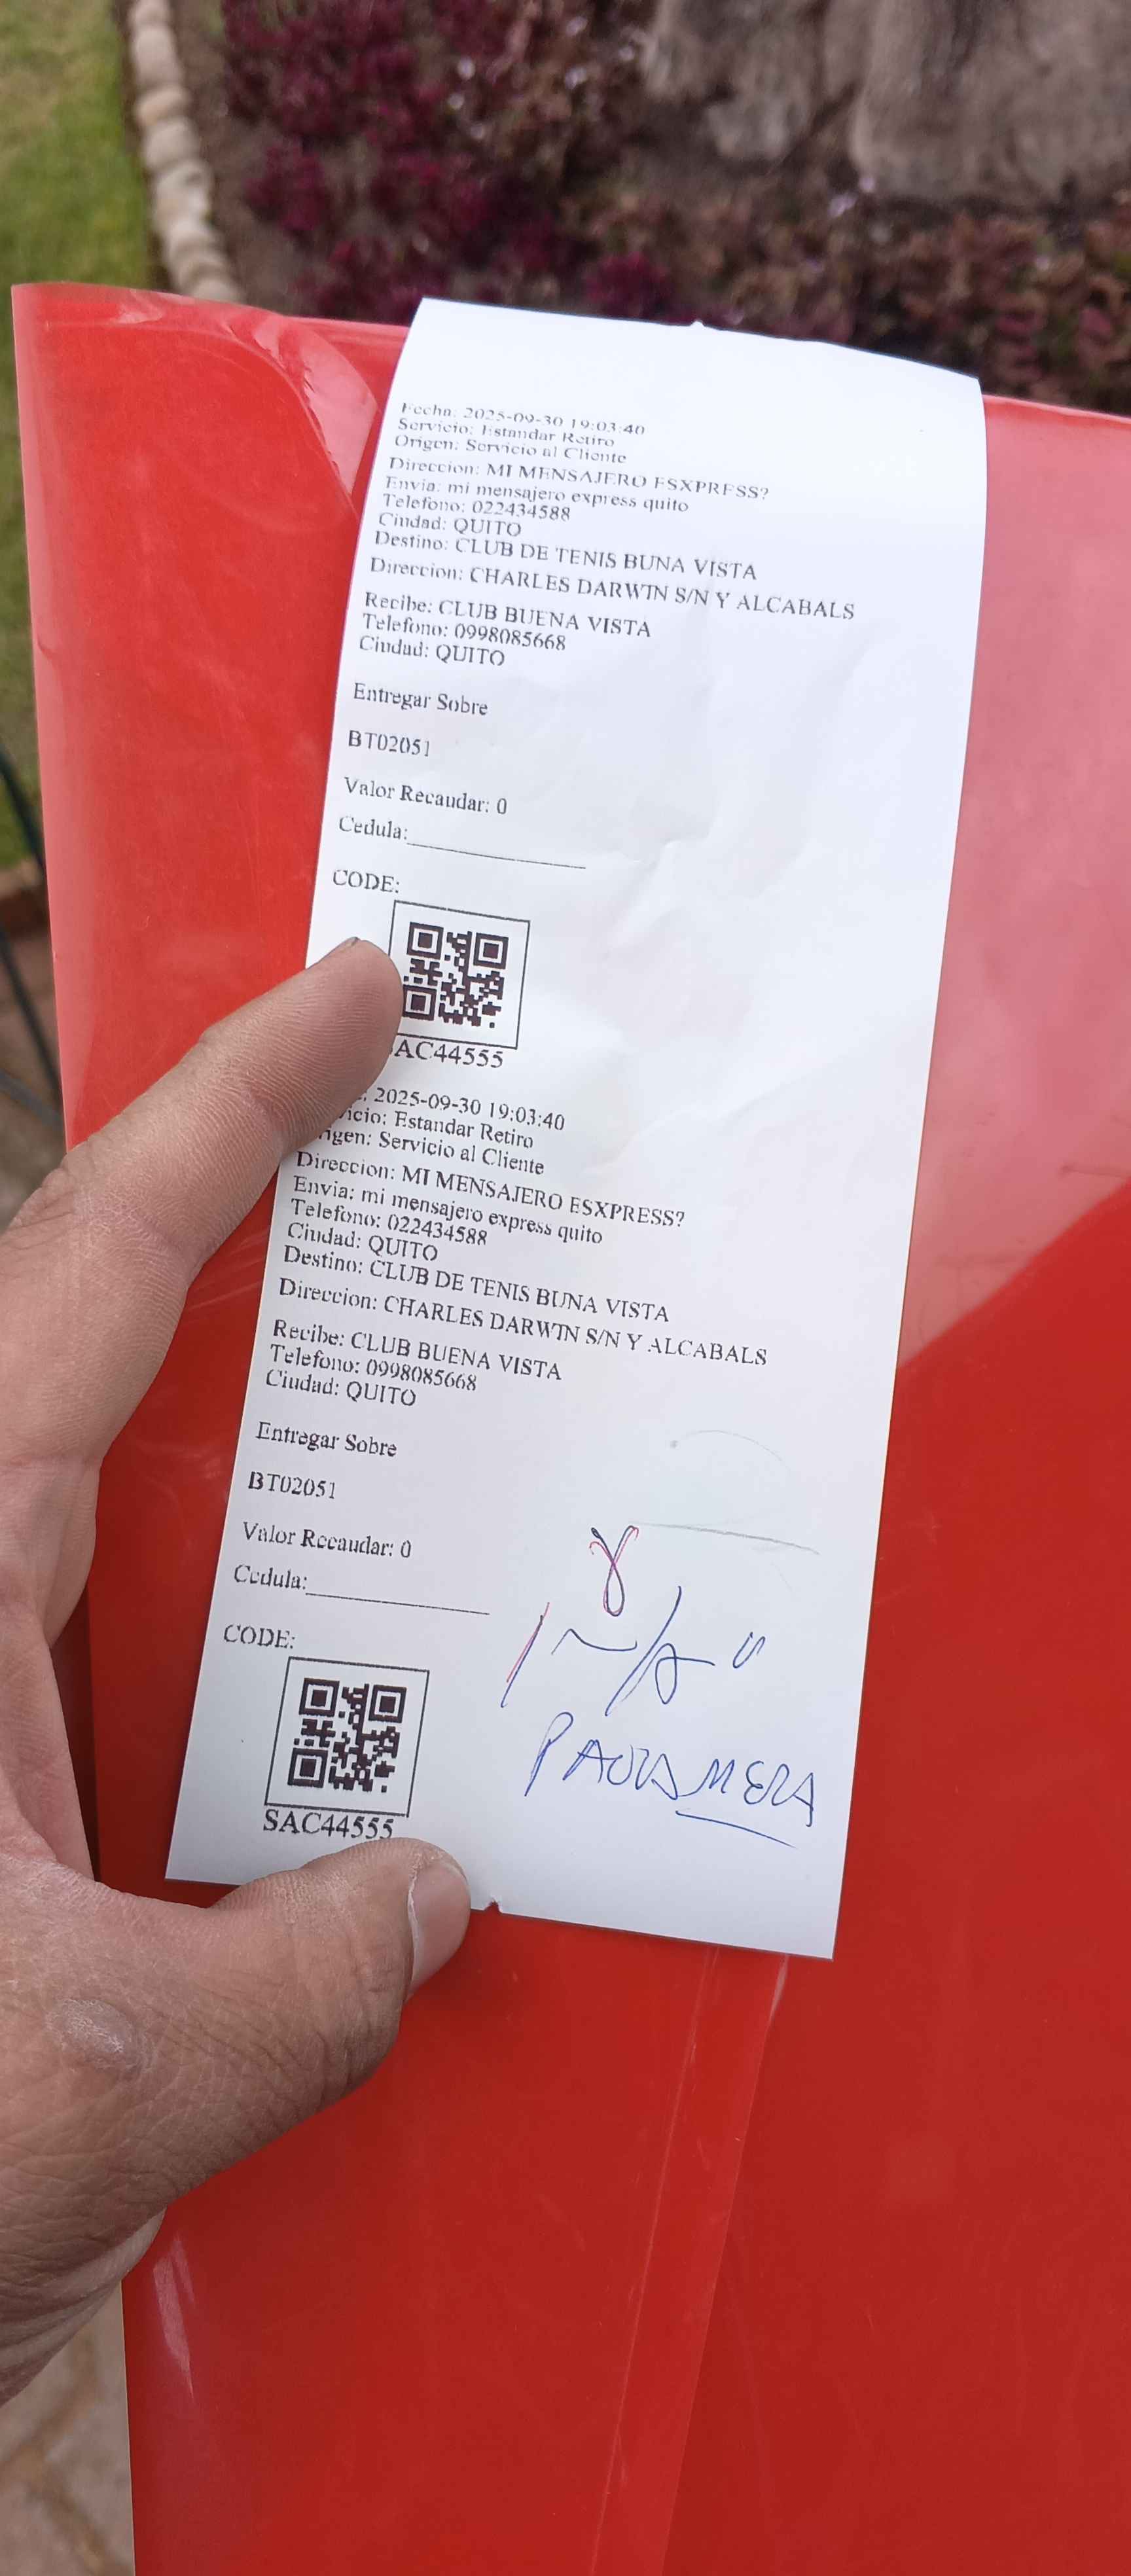 Fecha: 2025-09-30 19:03:40
Servicio: Estandar Retiro
Origen: Servicio al Cliente
Direccion: MI MENSAJERO ESXPRESS?
Envia: mi mensajero express quito
Telefono: 022434588
Ciudad: QUITO
Destino: CLUB DE TENIS BUNA VISTA
Direccion: CHARLES DARWIN S/N Y ALCABALS
Recibe: CLUB BUENA VISTA
Telefono: 0998085668
Ciudad: QUITO
Entregar Sobre
BT02051
Valor Recaudar: 0
Cedula:
CODE:
AC44555
2025-09-30 19:03:40
icio: Estandar Retiro
igen: Servicio al Cliente
Direccion: MI MENSAJERO ESXPRESS?
Envia: mi mensajero express quito
Telefono: 022434588
Ciudad: QUITO
Destino: CLUB DE TENIS BUNA VISTA
Direccion: CHARLES DARWIN S/N Y ALCABALS
Recibe: CLUB BUENA VISTA
Telefono: 0998085668
Ciudad: QUITO
Entregar Sobre
BT02051
Valor Recaudar: 0
Cedula:
CODE:
SAC44555
MERA